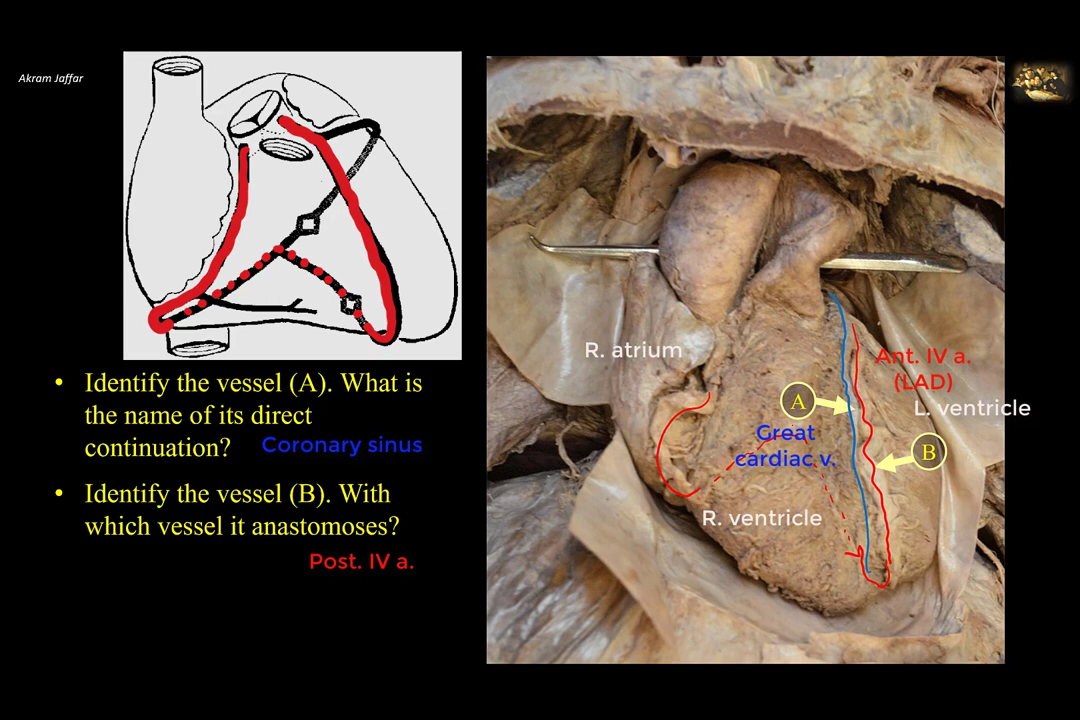 Akram Jaffar
• Identify the vessel (A). What is
the name of its direct
continuation? Coronary sinus
• Identify the vessel (B). With
which vessel it anastomoses?
Post. IV a.
R. atrium
Ant. IV a.
(LAD)
A
L. ventricle
Great
cardiac v.
B
R. ventricle